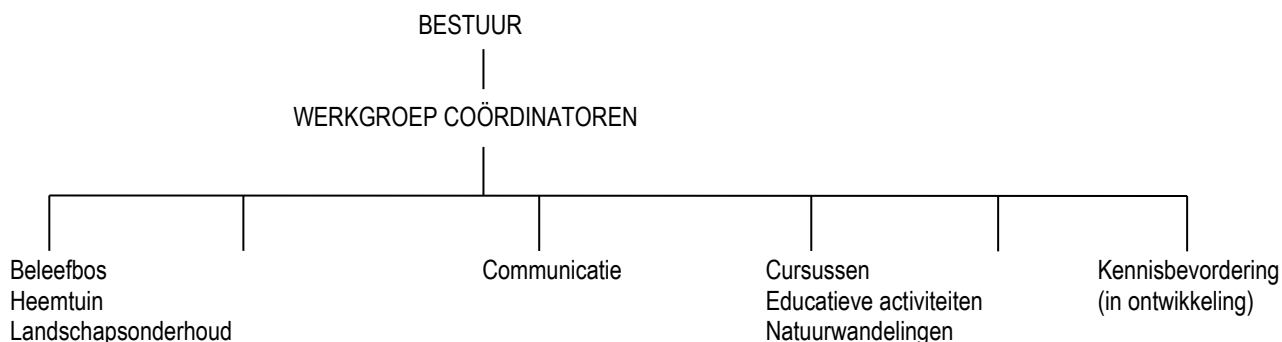 BESTUUR
WERKGROEP COÖRDINATOREN
Beleefbos
Heemtuin
Landschapsonderhoud
Communicatie
Cursussen
Educatieve activiteiten
Natuurwandelingen
Kennisbevordering
(in ontwikkeling)